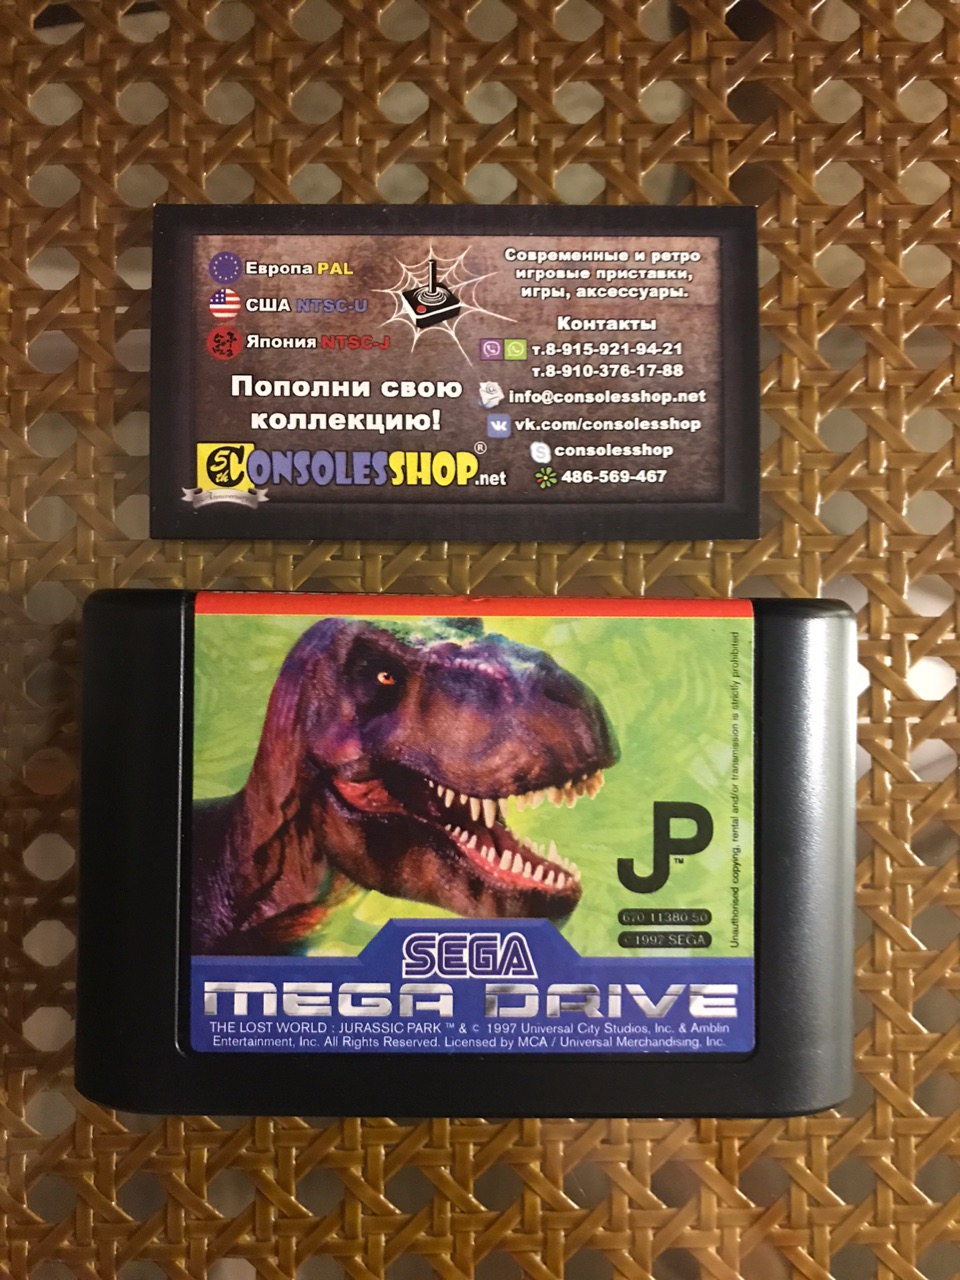 Европа PAL
США NTSC-U
Япония NTSC-J
Пополни свою
коллекцию!
5th
CONSOLESSHOP.net
®
Anniversary
Современные и ретро
игровые приставки,
игры, аксессуары.
Контакты
т.8-915-921-94-21
т.8-910-376-17-88
info@consolesshop.net
vk.com/consolesshop
consolesshop
486-569-467
JP™
670-11380-50
© 1997 SEGA
Unauthorised copying, rental and/or transmission is strictly prohibited
SEGA
MEGA DRIVE
THE LOST WORLD : JURASSIC PARK ™ & © 1997 Universal City Studios, Inc. & Amblin
Entertainment, Inc. All Rights Reserved. Licensed by MCA / Universal Merchandising, Inc.